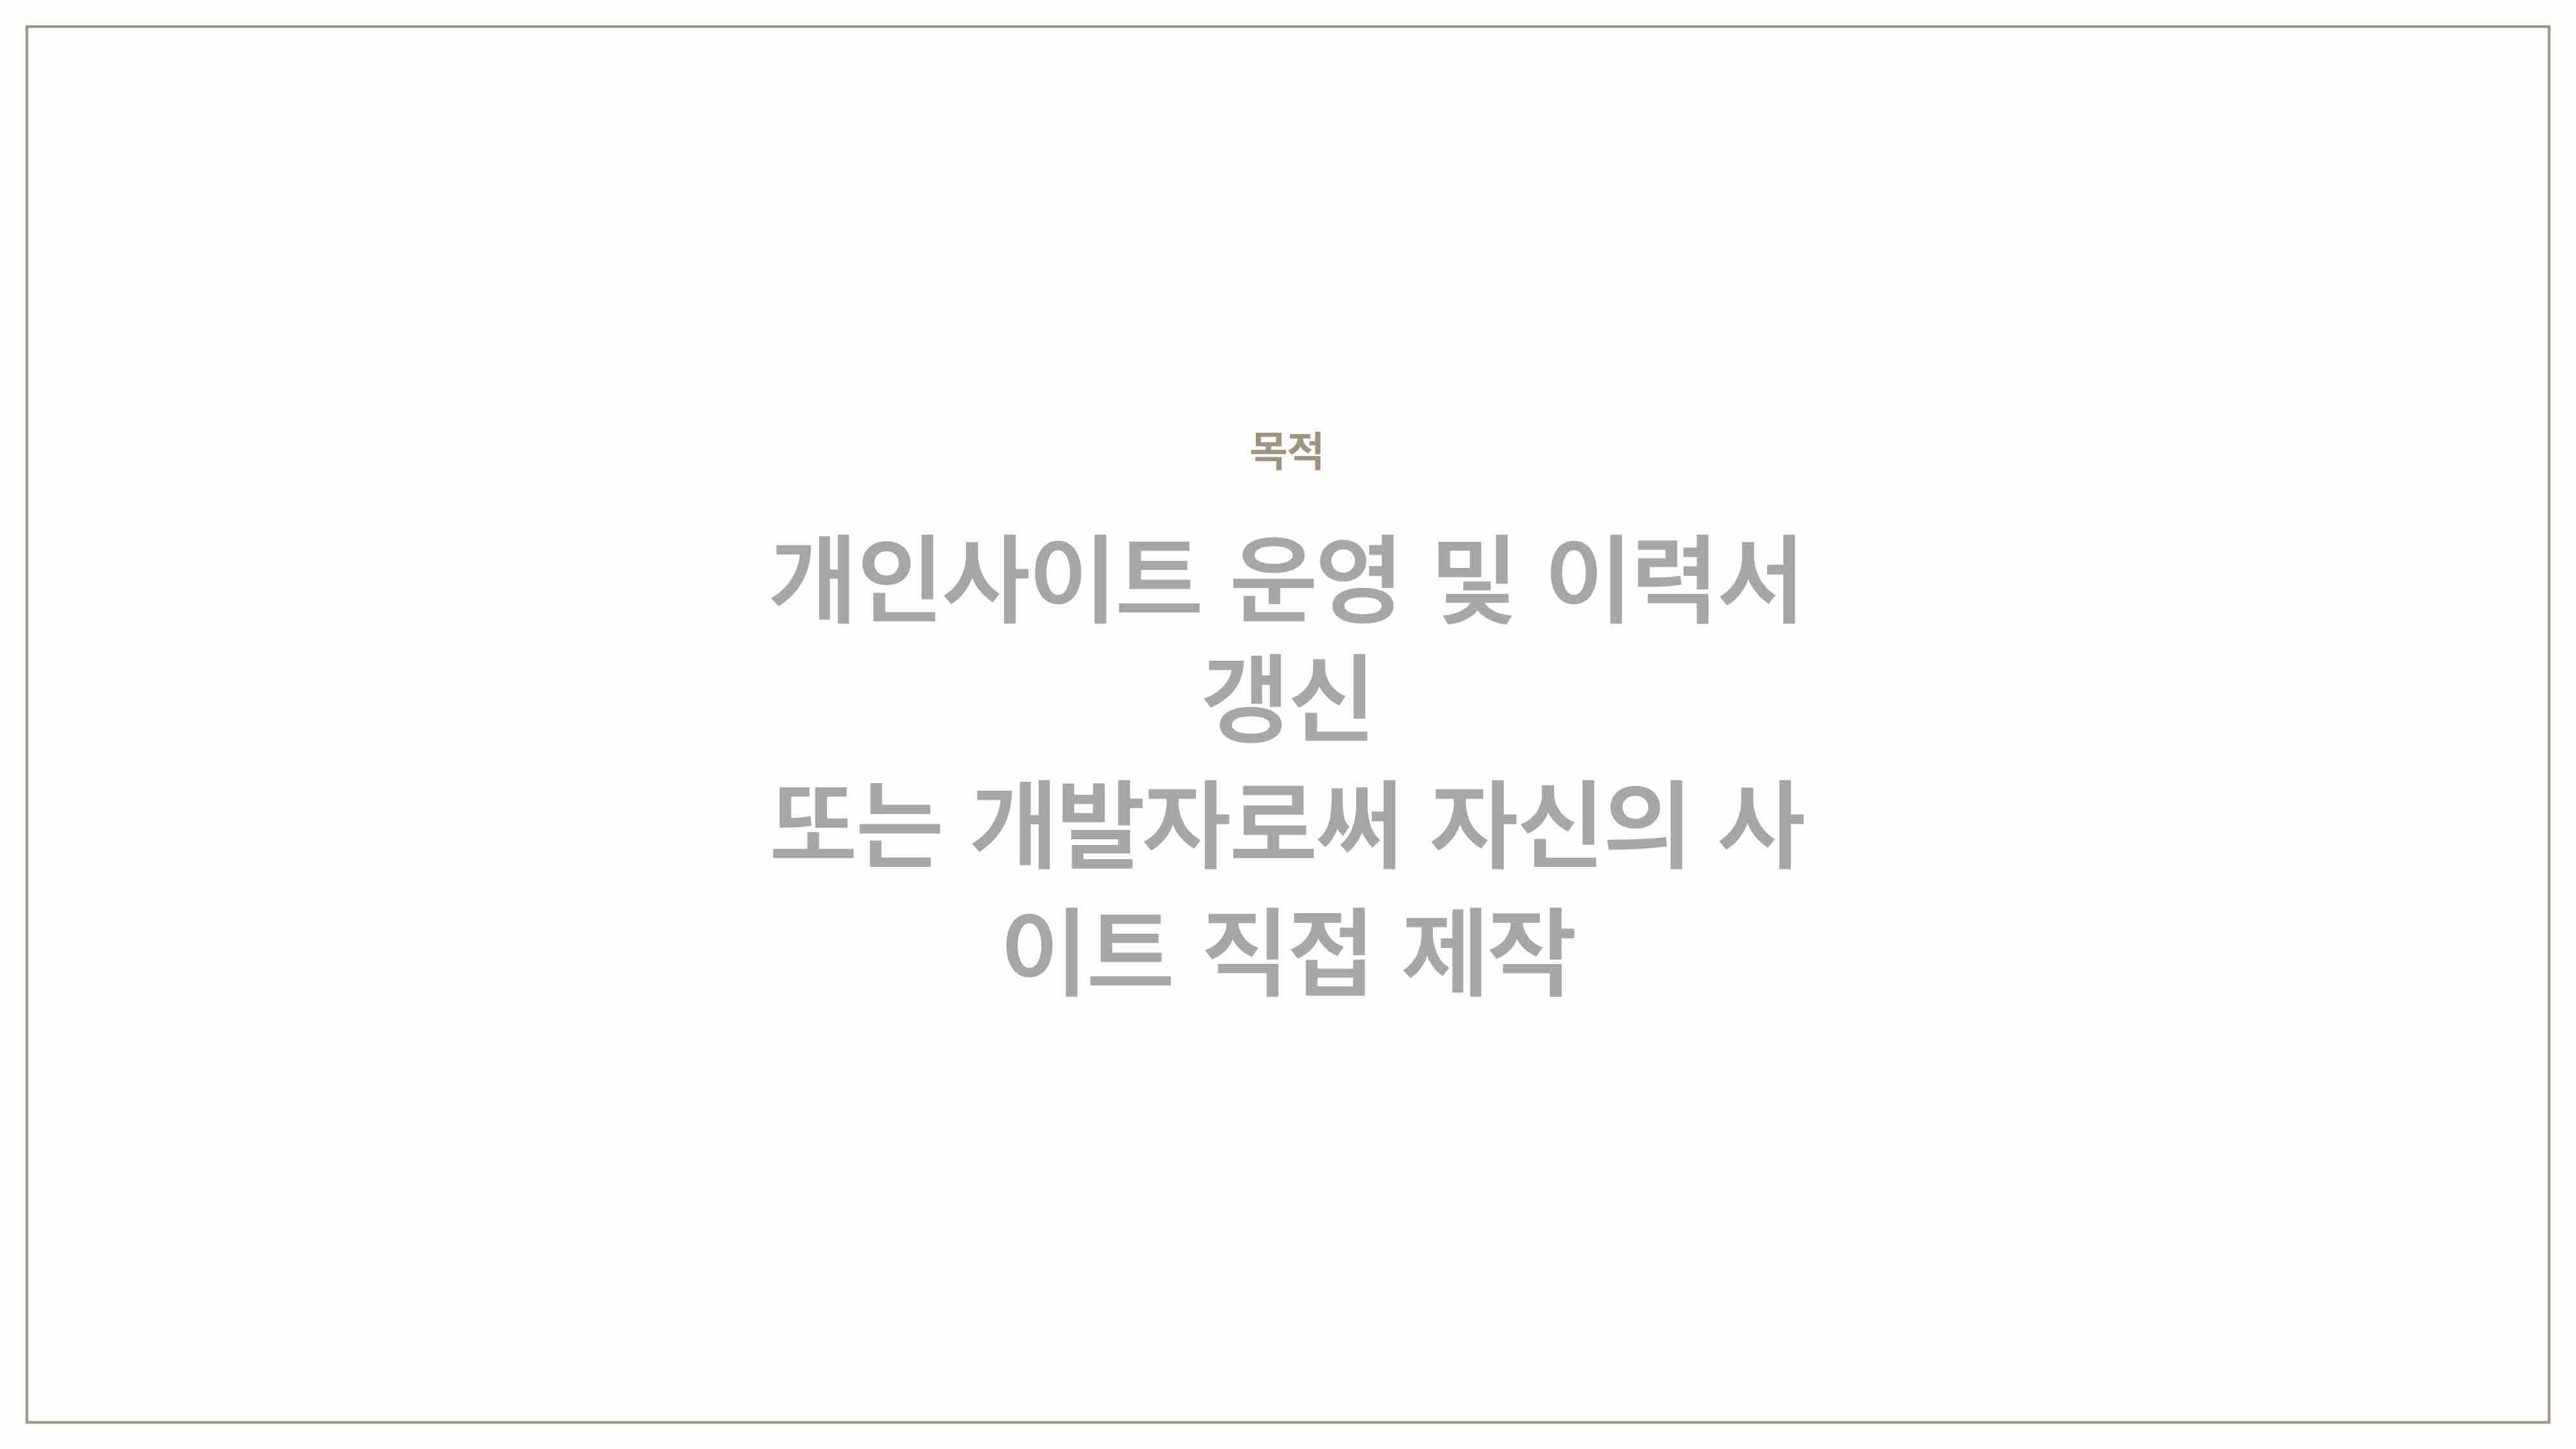 목적
개인사이트 운영 및 이력서
갱신
또는 개발자로써 자신의 사
이트 직접 제작